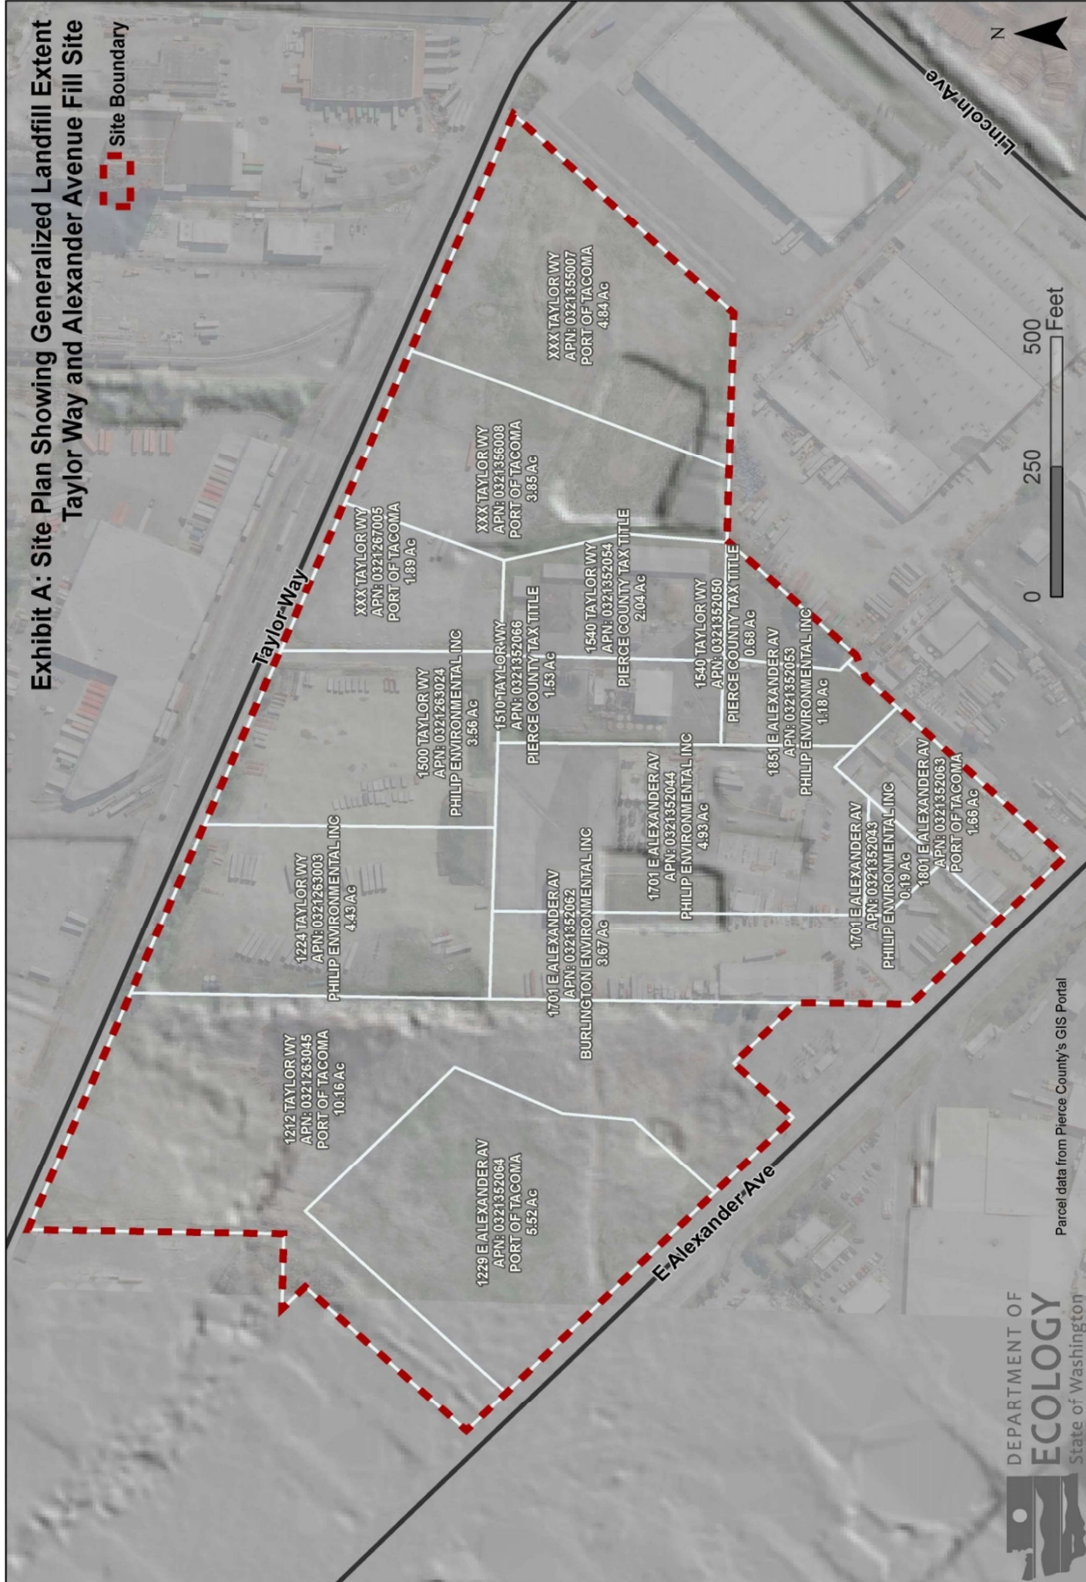 Exhibit A: Site Plan Showing Generalized Landfill Extent
Taylor Way and Alexander Avenue Fill Site
Site Boundary
N
Taylor Way
Lincoln Ave
E Alexander Ave
1212 TAYLOR WY
APN: 0321263045
PORT OF TACOMA
10.16 Ac
1224 TAYLOR WY
APN: 0321263003
PHILIP ENVIRONMENTAL INC
4.43 Ac
1500 TAYLOR WY
APN: 0321263024
3.56 Ac
PHILIP ENVIRONMENTAL INC
XXX TAYLOR WY
APN: 0321267005
PORT OF TACOMA
1.89 Ac
XXX TAYLOR WY
APN: 0321356008
PORT OF TACOMA
3.85 Ac
XXX TAYLOR WY
APN: 0321355007
PORT OF TACOMA
4.84 Ac
1229 E ALEXANDER AV
APN: 0321352064
PORT OF TACOMA
5.52 Ac
1701 E ALEXANDER AV
APN: 0321352062
BURLINGTON ENVIRONMENTAL INC
3.67 Ac
1701 E ALEXANDER AV
APN: 0321352044
PHILIP ENVIRONMENTAL INC
4.93 Ac
1510 TAYLOR WY
APN: 0321352066
PIERCE COUNTY TAX TITLE
1.53 Ac
1540 TAYLOR WY
APN: 0321352054
PIERCE COUNTY TAX TITLE
2.04 Ac
1540 TAYLOR WY
APN: 0321352050
PIERCE COUNTY TAX TITLE
0.68 Ac
1851 E ALEXANDER AV
APN: 0321352053
PHILIP ENVIRONMENTAL INC
1.18 Ac
1701 E ALEXANDER AV
APN: 0321352043
PHILIP ENVIRONMENTAL INC
0.19 Ac
1801 E ALEXANDER AV
APN: 0321352063
PORT OF TACOMA
1.66 Ac
0 250 500
Feet
Parcel data from Pierce County's GIS Portal
DEPARTMENT OF
ECOLOGY
State of Washington